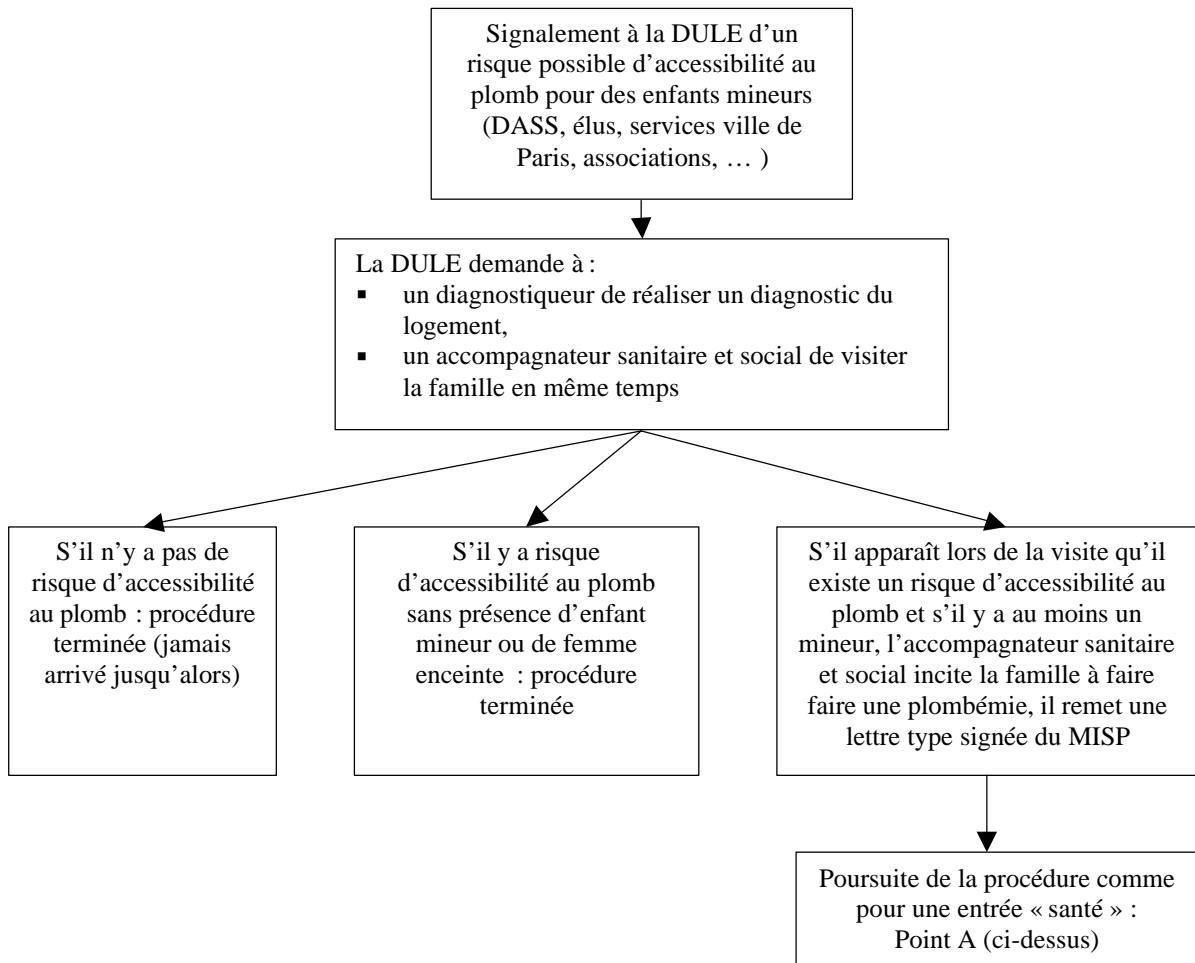 Signalement à la DULE d’un
risque possible d’accessibilité au
plomb pour des enfants mineurs
(DASS, élus, services ville de
Paris, associations, … )
La DULE demande à :
▪ un diagnostiqueur de réaliser un diagnostic du
logement,
▪ un accompagnateur sanitaire et social de visiter
la famille en même temps
S’il n’y a pas de
risque d’accessibilité
au plomb : procédure
terminée (jamais
arrivé jusqu’alors)
S’il y a risque
d’accessibilité au plomb
sans présence d’enfant
mineur ou de femme
enceinte : procédure
terminée
S’il apparaît lors de la visite qu’il
existe un risque d’accessibilité au
plomb et s’il y a au moins un
mineur, l’accompagnateur sanitaire
et social incite la famille à faire
faire une plombémie, il remet une
lettre type signée du MISP
Poursuite de la procédure comme
pour une entrée « santé » :
Point A (ci-dessus)